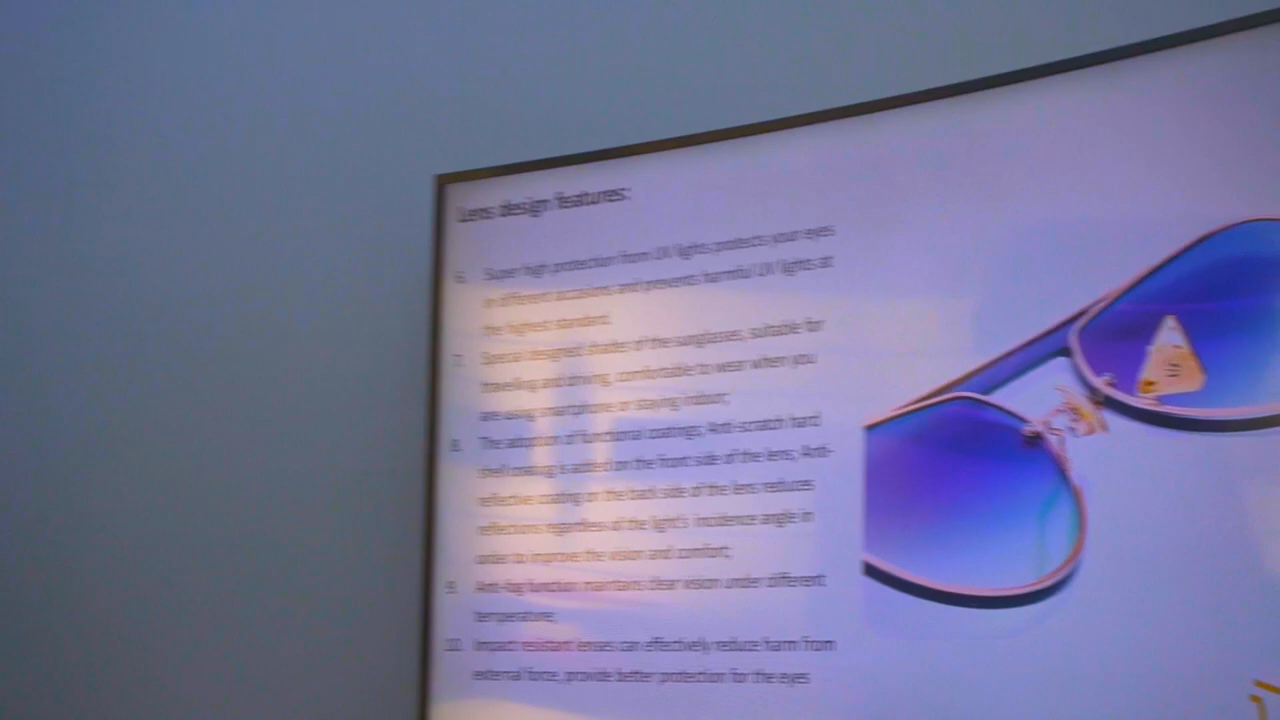 Lens design features:
6. Super high protection from UV lights protects your eyes
in different occasions and prevents harmful UV lights at
the highest standard;
7. designed shades of the sunglasses, suitable for
travelling and driving, comfortable to wear when you
are using smartphone or staying indoor;
8. The adoption of functional coatings: Anti-scratch hard
shell making is added on the front side of the lens; Anti-
reflective coating on the back side of the lens reduces
reflections regardless of the light's incidence angle in
order to improve the vision and comfort;
9. Anti-fog function maintains clear vision under different
temperature;
10. Impact resistant lenses can effectively reduce harm from
external force, provide better protection for the eyes